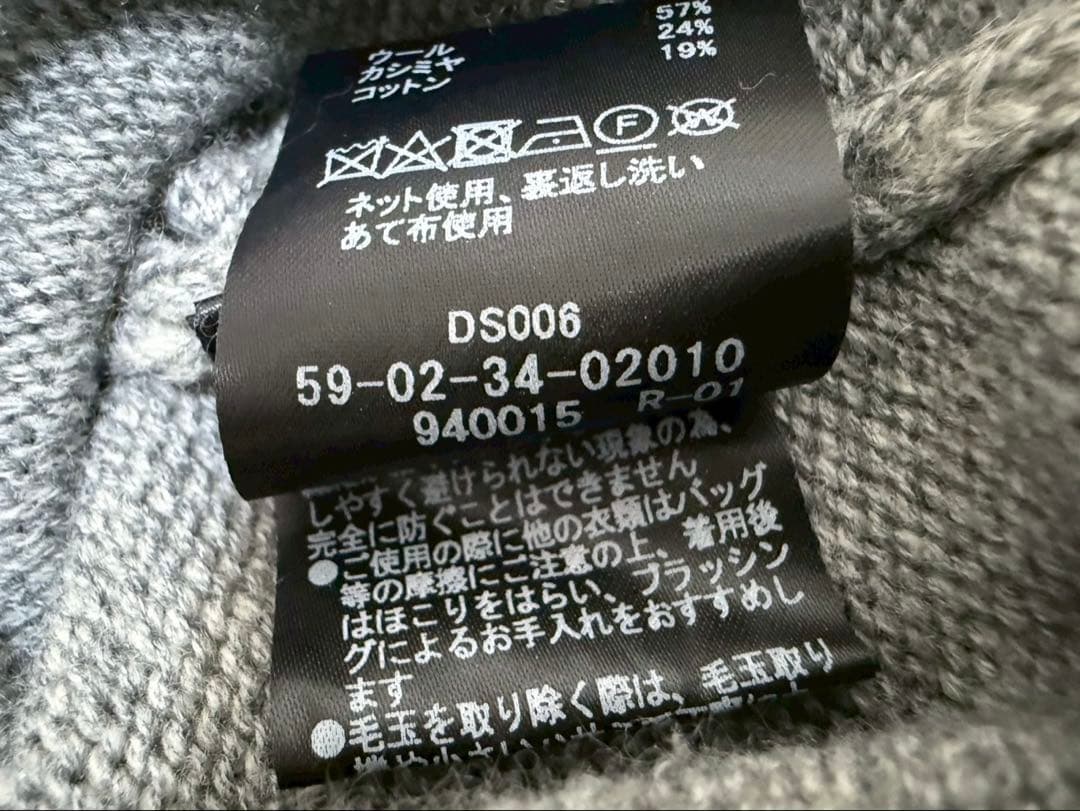 ウール 57%
カシミヤ 24%
コットン 19%
F W
ネット使用、裏返し洗い
あて布使用
DS006
59-02-34-02010
940015 R-01
避けられない現象の為、
しやすく
完全に防ぐことはできません
●ご使用の際に他の衣類はバッグ
等の摩擦にご注意の上、着用後
はほこりをはらい、ブラッシン
グによるお手入れをおすすめし
ます
●毛玉を取り除く際は、毛玉取り